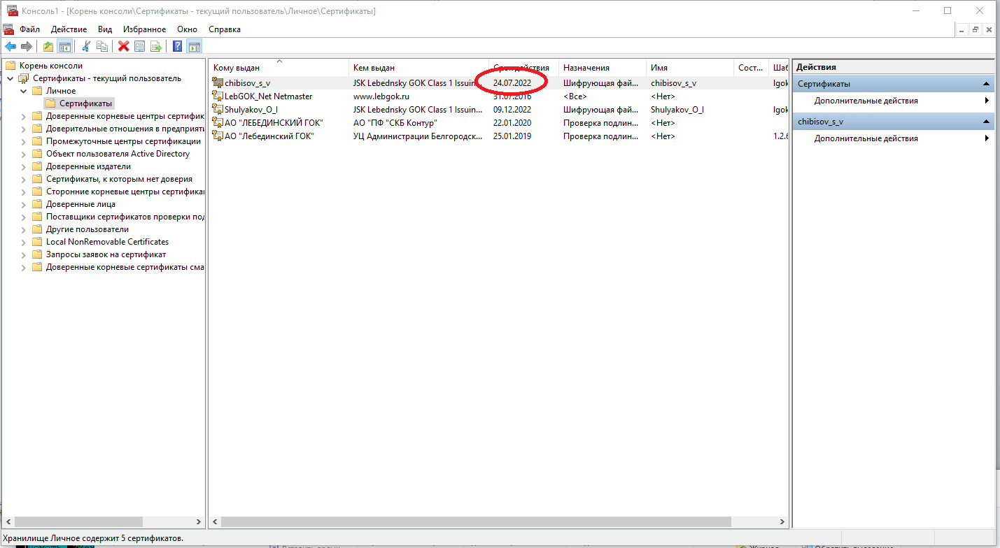 Консоль1 - [Корень консоли\Сертификаты - текущий пользователь\Личное\Сертификаты]
Файл Действие Вид Избранное Окно Справка
Корень консоли
Сертификаты - текущий пользователь
Личное
Сертификаты
Доверенные корневые центры сертифик
Доверительные отношения в предприяти
Промежуточные центры сертификации
Объект пользователя Active Directory
Доверенные издатели
Сертификаты, к которым нет доверия
Сторонние корневые центры сертифика
Доверенные лица
Поставщики сертификатов проверки под
Другие пользователи
Local NonRemovable Certificates
Запросы заявок на сертификат
Доверенные корневые сертификаты сма
Кому выдан Кем выдан Срок действия Назначения Имя Сост... Шаб
chibisov_s_v JSK Lebednsky GOK Class 1 Issuin... 24.07.2022 Шифрующая фай... chibisov_s_v lgok
LebGOK_Net Netmaster www.lebgok.ru 31.07.2016 <Все> <Нет>
Shulyakov_O_I JSK Lebednsky GOK Class 1 Issuin... 09.12.2022 Шифрующая фай... Shulyakov_O_I lgok
АО "ЛЕБЕДИНСКИЙ ГОК" АО "ПФ "СКБ Контур" 22.01.2020 Проверка подлин... <Нет>
АО "Лебединский ГОК" УЦ Администрации Белгородск... 25.01.2019 Проверка подлин... <Нет> 1.2.6
Действия
Сертификаты
Дополнительные действия
chibisov_s_v
Дополнительные действия
Хранилище Личное содержит 5 сертификатов.